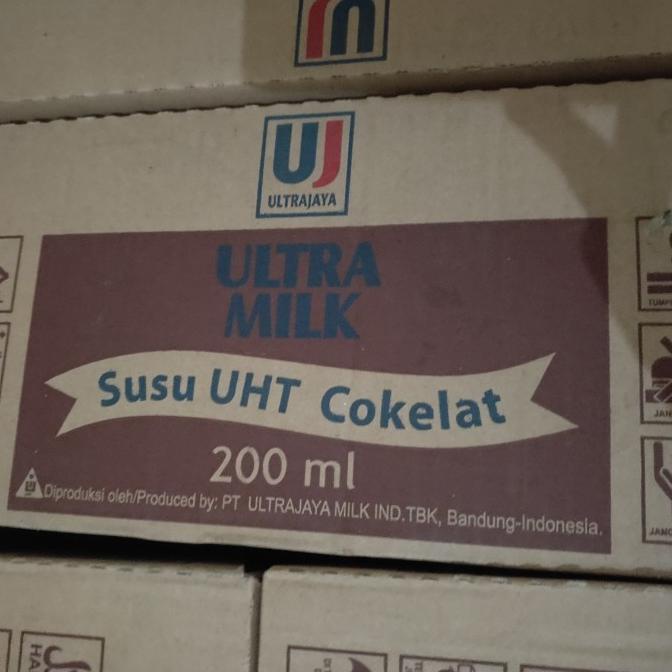 UJ
ULTRAJAYA
ULTRA
MILK
Susu UHT Cokelat
200 ml
Diproduksi oleh/Produced by: PT ULTRAJAYA MILK IND.TBK, Bandung-Indonesia.